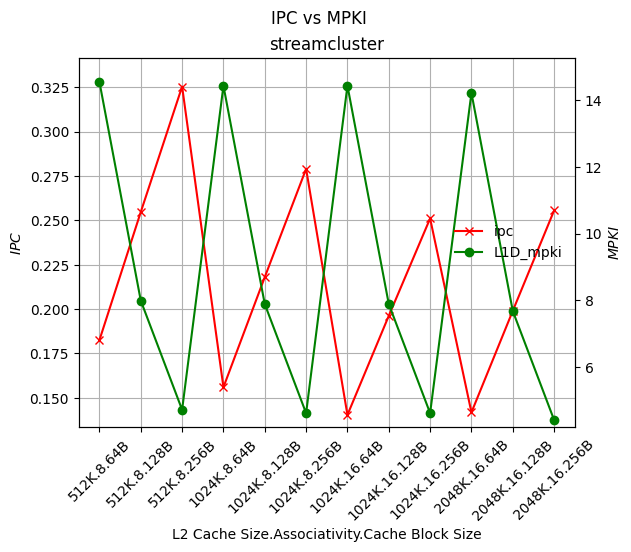 IPC vs MPKI
streamcluster
0.325
0.300
0.275
0.250
0.225
0.200
0.175
0.150
IPC
14
12
10
8
6
MPKI
ipc
L1D_mpki
512K.8.64B
512K.8.128B
512K.8.256B
1024K.8.64B
1024K.8.128B
1024K.8.256B
1024K.16.64B
1024K.16.128B
1024K.16.256B
2048K.16.64B
2048K.16.128B
2048K.16.256B
L2 Cache Size.Associativity.Cache Block Size